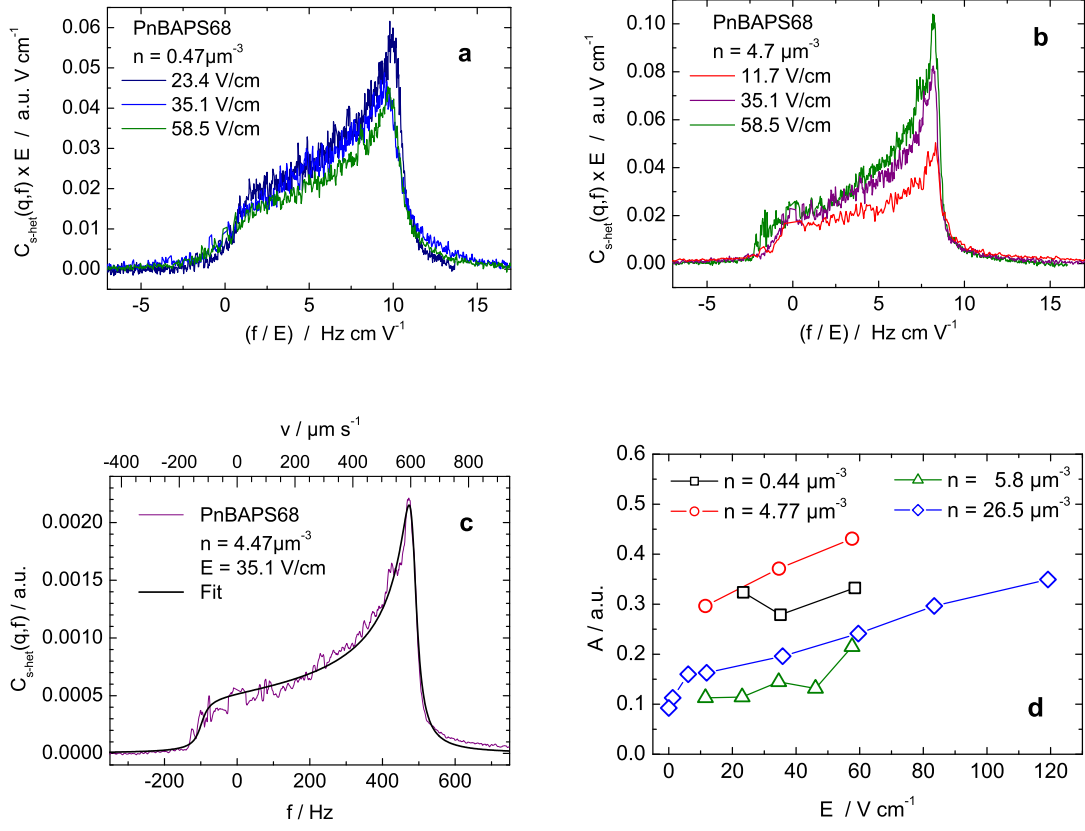 PnBAPS68
n = 0.47µm⁻³
23.4 V/cm
35.1 V/cm
58.5 V/cm
a
0.06
0.05
0.04
0.03
0.02
0.01
0.00
C s-het (q,f) x E / a.u. V cm⁻¹
-5 0 5 10 15
(f / E) / Hz cm V⁻¹
PnBAPS68
n = 4.7 µm⁻³
11.7 V/cm
35.1 V/cm
58.5 V/cm
b
0.10
0.08
0.06
0.04
0.02
0.00
C s-het (q,f) x E / a.u V cm⁻¹
-5 0 5 10 15
(f / E) / Hz cm V⁻¹
v / µm s⁻¹
-400 -200 0 200 400 600 800
PnBAPS68
n = 4.47µm⁻³
E = 35.1 V/cm
Fit
c
0.0020
0.0015
0.0010
0.0005
0.0000
C s-het (q,f) / a.u.
-200 0 200 400 600
f / Hz
n = 0.44 µm⁻³
n = 4.77 µm⁻³
n = 5.8 µm⁻³
n = 26.5 µm⁻³
d
0.6
0.5
0.4
0.3
0.2
0.1
0.0
A / a.u.
0 20 40 60 80 100 120
E / V cm⁻¹